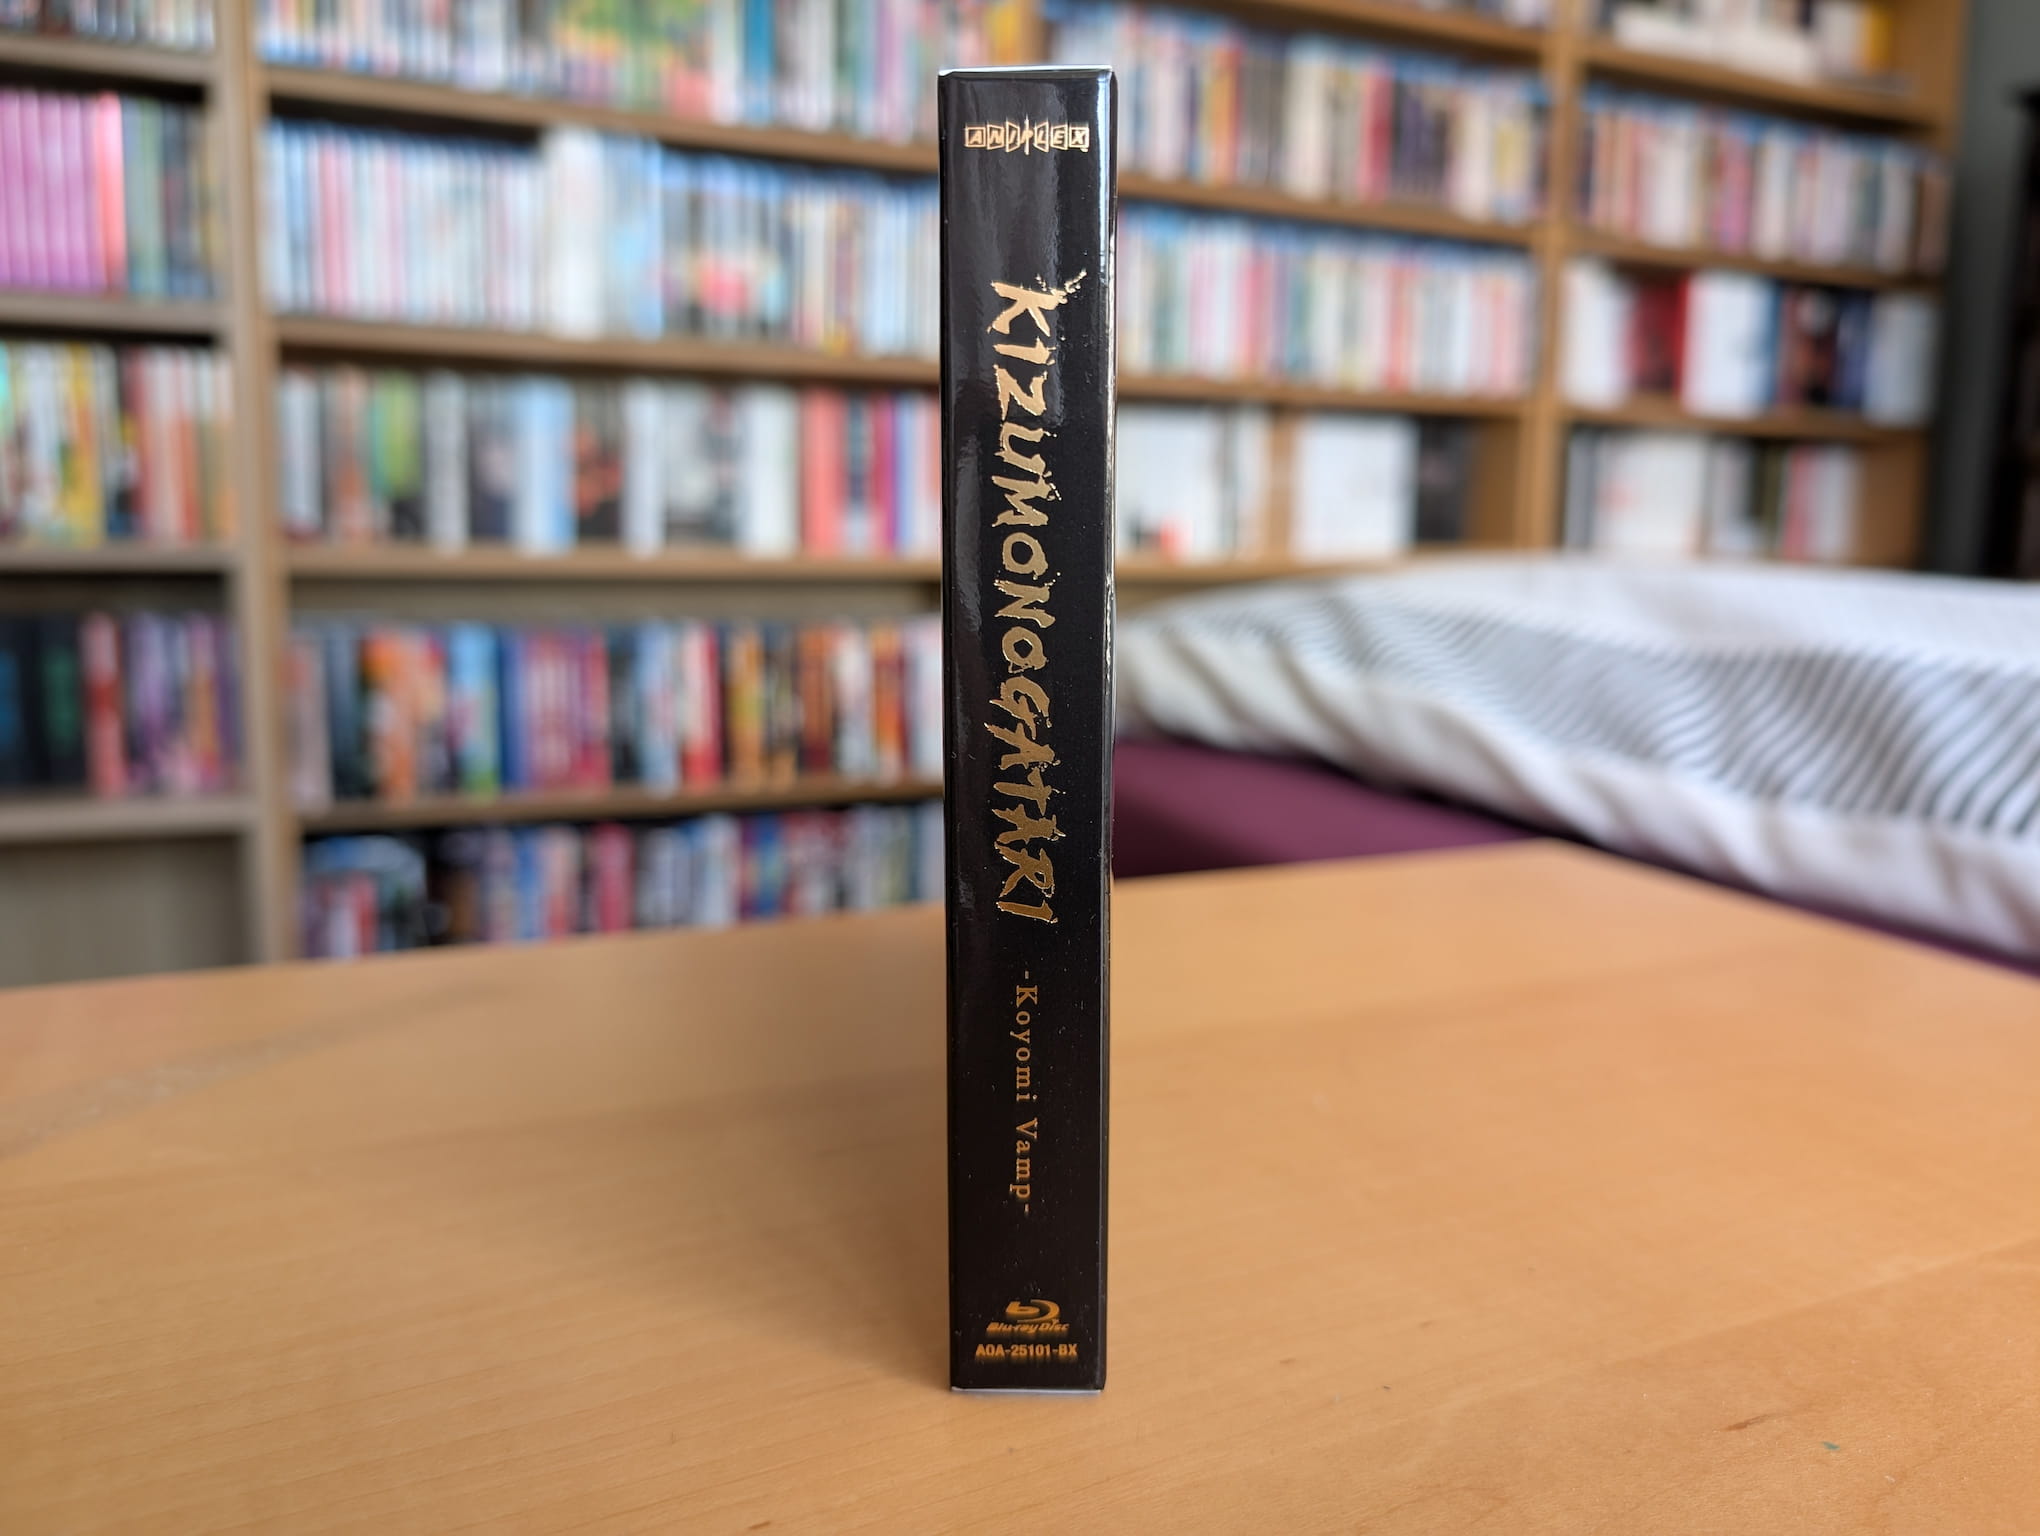 ANIPLEX
KIZUMONOGATARI
-Koyomi Vamp-
Blu-ray Disc
AOA-25101-BX